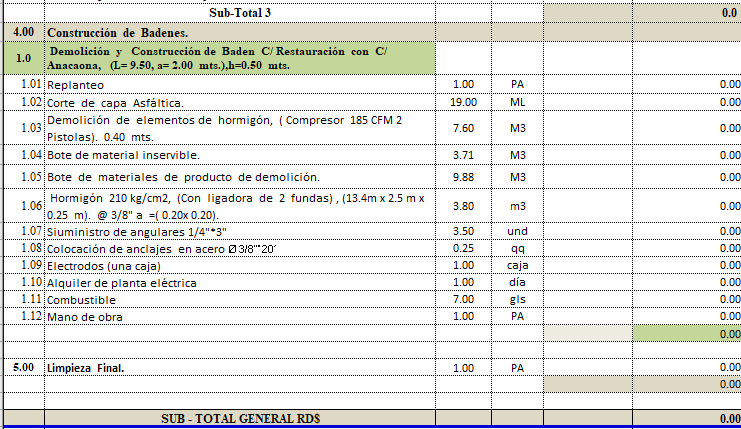 Sub-Total 3 0.0
4.00 Construcción de Badenes.
1.0 Demolición y Construcción de Baden C/ Restauración con C/
Anacaona, (L= 9.50, a= 2.00 mts.),h=0.50 mts.
1.01 Replanteo 1.00 PA 0.00
1.02 Corte de capa Asfáltica. 19.00 ML 0.00
1.03 Demolición de elementos de hormigón, ( Compresor 185 CFM 2
Pistolas). 0.40 mts. 7.60 M3 0.00
1.04 Bote de material inservible. 3.71 M3 0.00
1.05 Bote de materiales de producto de demolición. 9.88 M3 0.00
1.06 Hormigón 210 kg/cm2, (Con ligadora de 2 fundas) , (13.4m x 2.5 m x
0.25 m). @ 3/8" a =( 0.20x 0.20). 3.80 m3 0.00
1.07 Siuministro de angulares 1/4"*3" 3.50 und 0.00
1.08 Colocación de anclajes en acero Ø 3/8"*20' 0.25 qq 0.00
1.09 Electrodos (una caja) 1.00 caja 0.00
1.10 Alquiler de planta eléctrica 1.00 día 0.00
1.11 Combustible 7.00 gls 0.00
1.12 Mano de obra 1.00 PA 0.00
0.00
5.00 Limpieza Final. 1.00 PA 0.00
0.00
SUB - TOTAL GENERAL RD$ 0.00